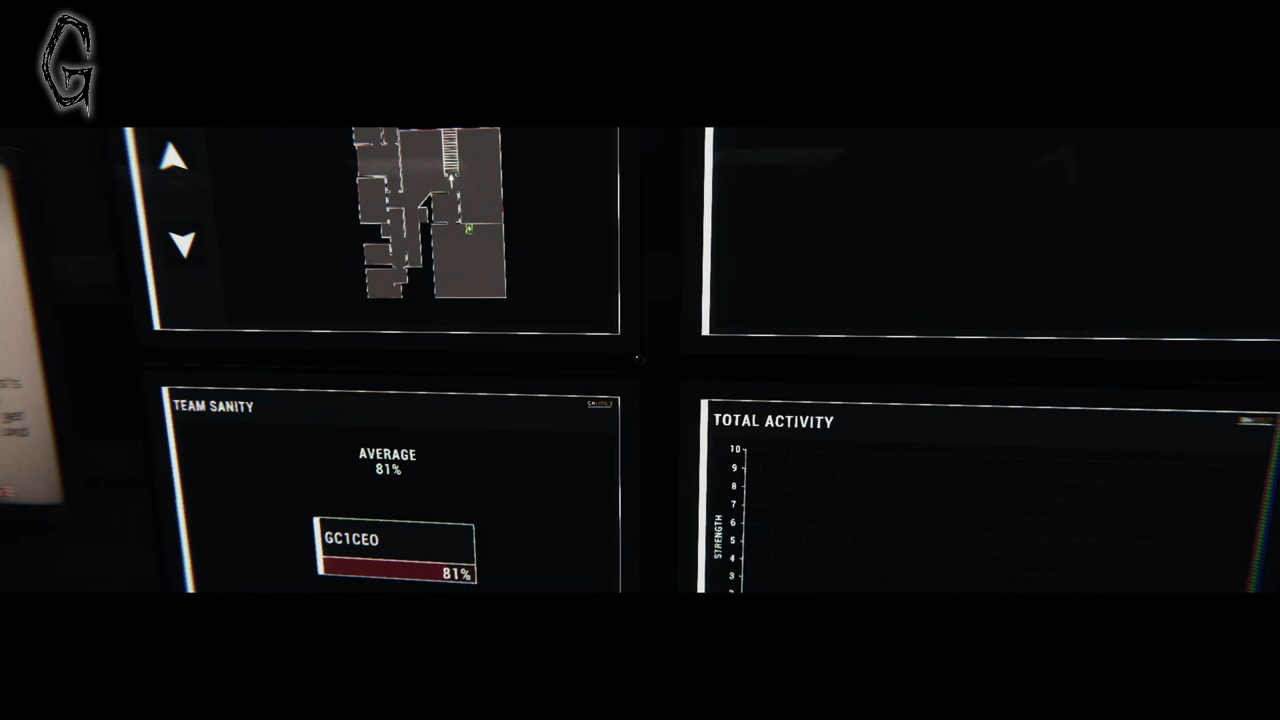 G
TEAM SANITY
AVERAGE
81%
GC1CEO
81%
TOTAL ACTIVITY
10
9
8
7
6
5
4
3
STRENGTH